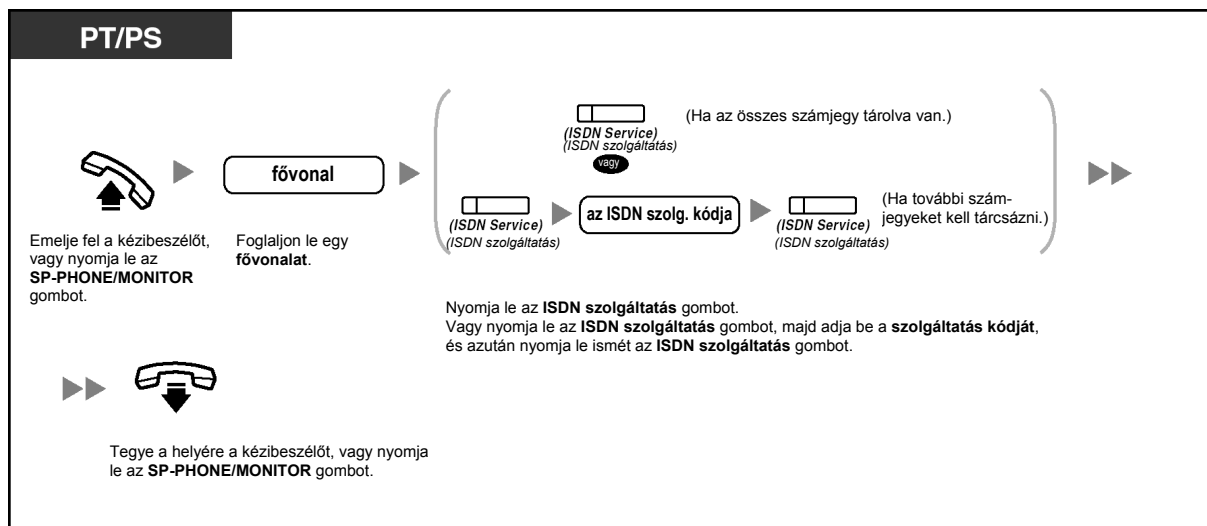 PT/PS
(Ha az összes számjegy tárolva van.)
(ISDN Service)
(ISDN szolgáltatás)
vagy
fővonal
(ISDN Service)
(ISDN szolgáltatás)
az ISDN szolg. kódja
(ISDN Service)
(ISDN szolgáltatás)
(Ha további szám-
jegyeket kell tárcsázni.)
Emelje fel a kézibeszélőt,
vagy nyomja le az
SP-PHONE/MONITOR
gombot.
Foglaljon le egy
fővonalat.
Nyomja le az ISDN szolgáltatás gombot.
Vagy nyomja le az ISDN szolgáltatás gombot, majd adja be a szolgáltatás kódját,
és azután nyomja le ismét az ISDN szolgáltatás gombot.
Tegye a helyére a kézibeszélőt, vagy nyomja
le az SP-PHONE/MONITOR gombot.